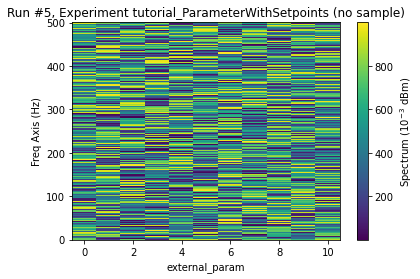 Run #5, Experiment tutorial_ParameterWithSetpoints (no sample)
500
400
300
200
100
0
Freq Axis (Hz)
0 2 4 6 8 10
external_param
800
600
400
200
Spectrum (10⁻³ dBm)